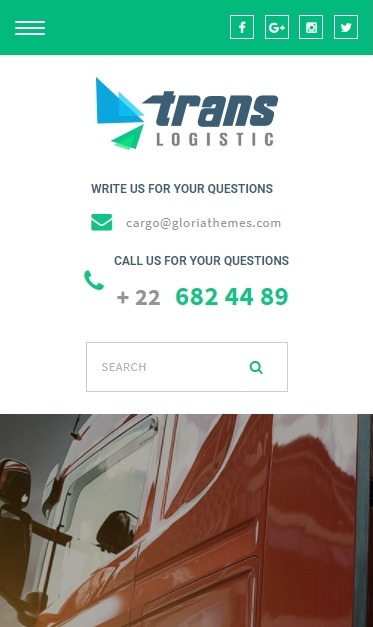 trans
LOGISTIC
WRITE US FOR YOUR QUESTIONS
cargo@gloriathemes.com
CALL US FOR YOUR QUESTIONS
+ 22 682 44 89
SEARCH